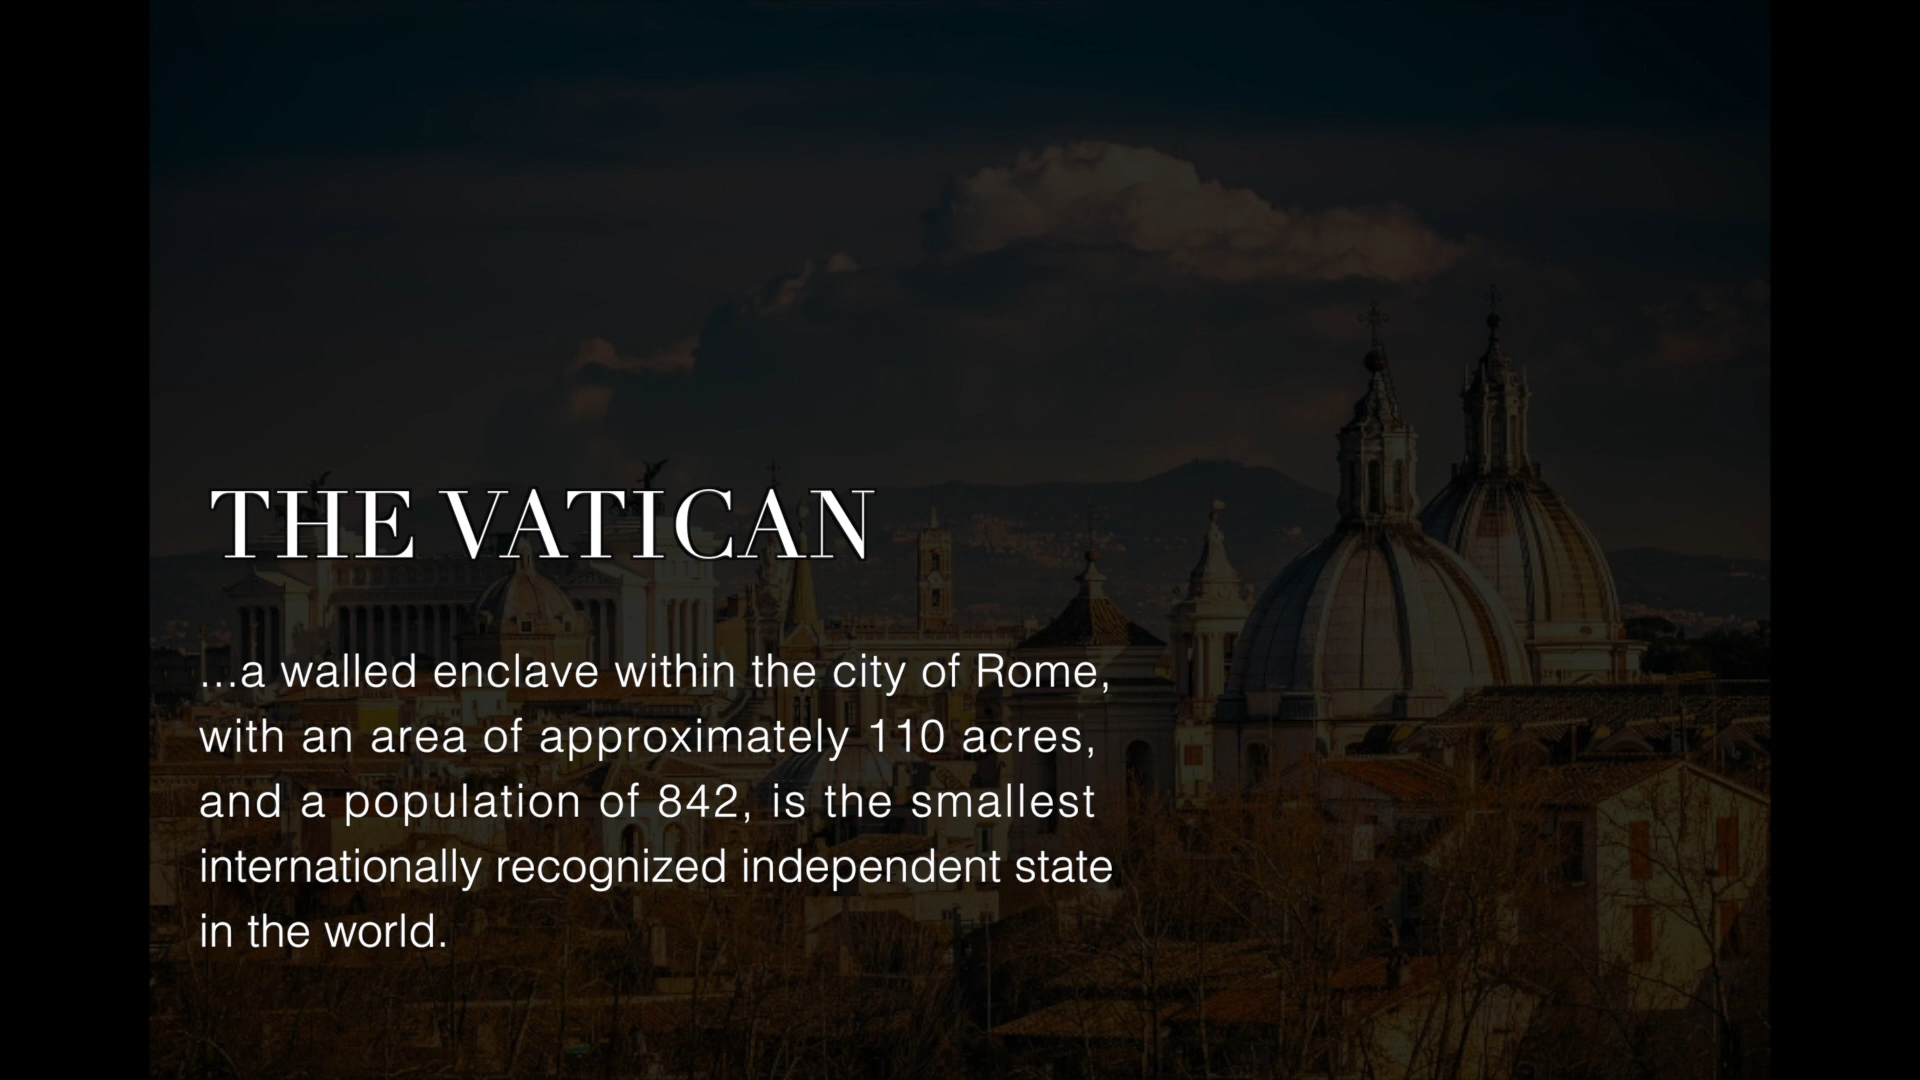 THE VATICAN
...a walled enclave within the city of Rome,
with an area of approximately 110 acres,
and a population of 842, is the smallest
internationally recognized independent state
in the world.